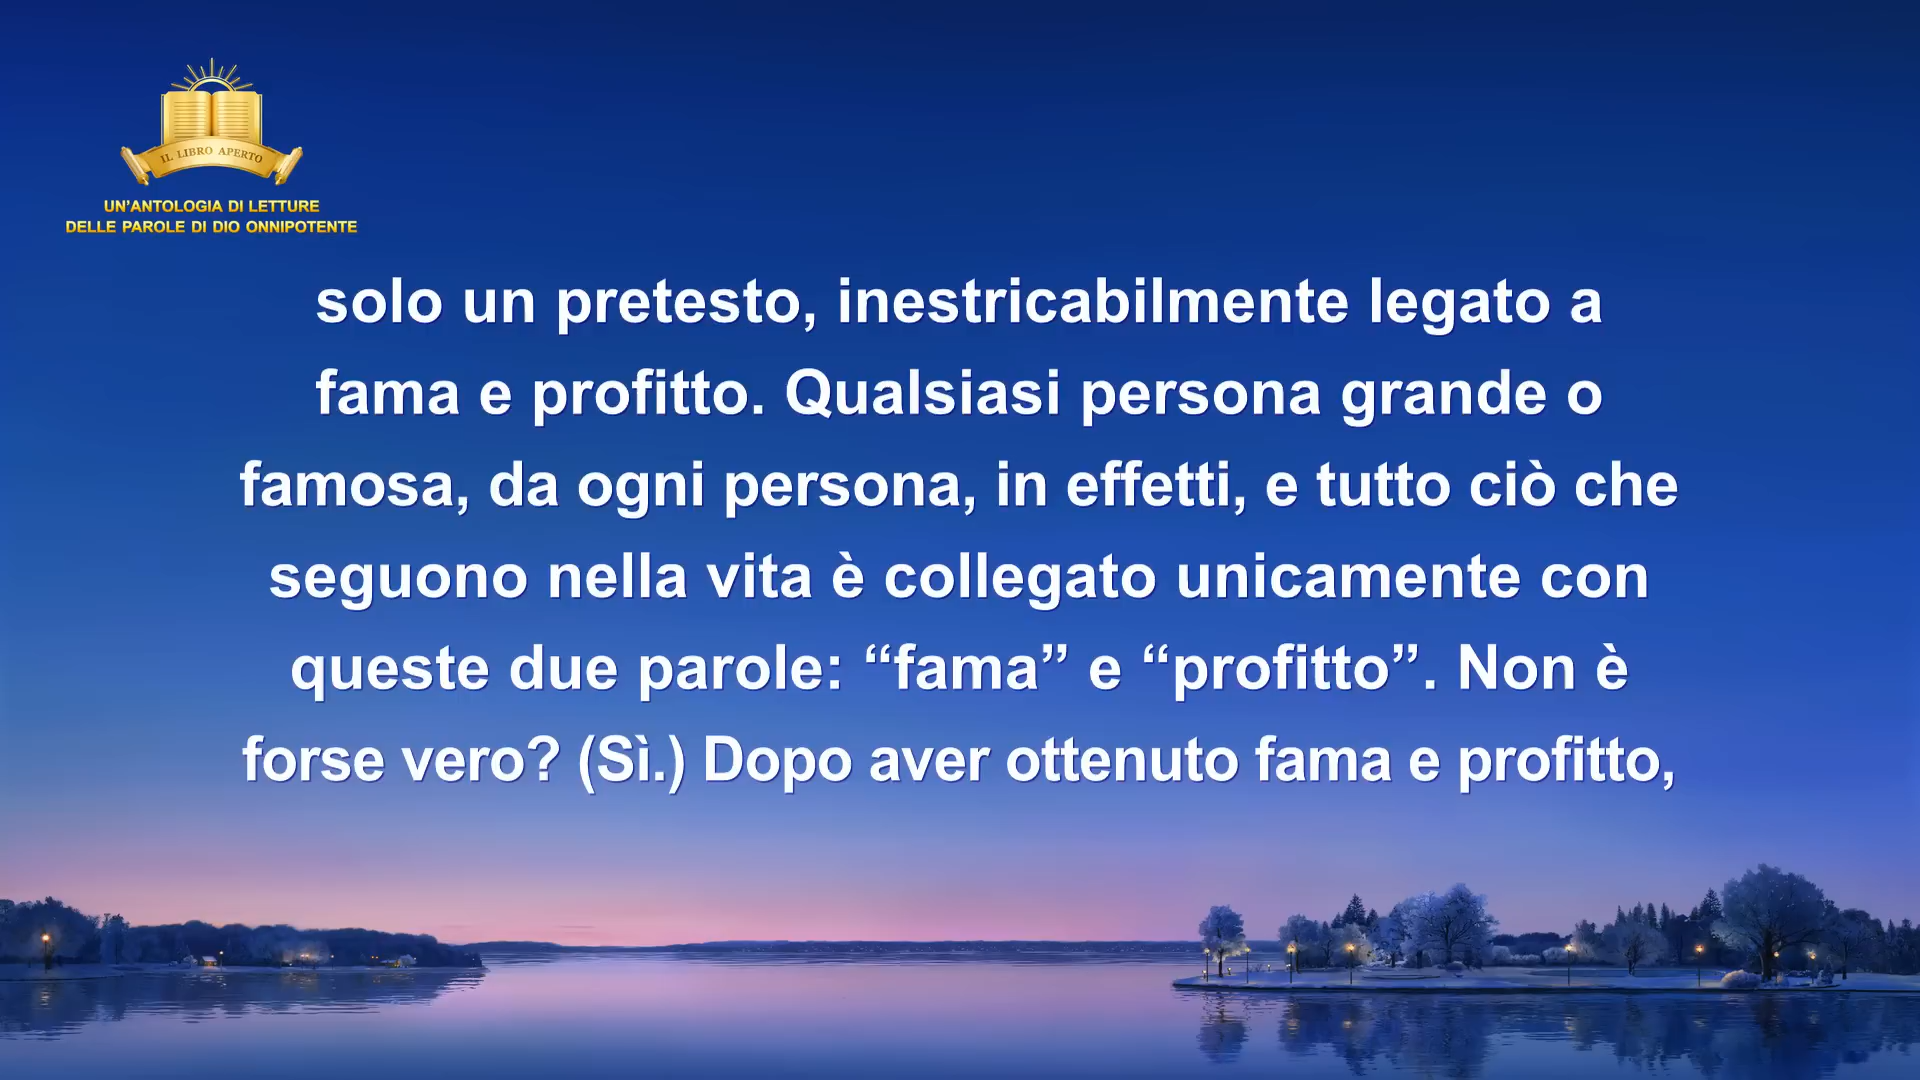 IL LIBRO APERTO
UN’ANTOLOGIA DI LETTURE
DELLE PAROLE DI DIO ONNIPOTENTE
solo un pretesto, inestricabilmente legato a
fama e profitto. Qualsiasi persona grande o
famosa, da ogni persona, in effetti, e tutto ciò che
seguono nella vita è collegato unicamente con
queste due parole: “fama” e “profitto”. Non è
forse vero? (Sì.) Dopo aver ottenuto fama e profitto,